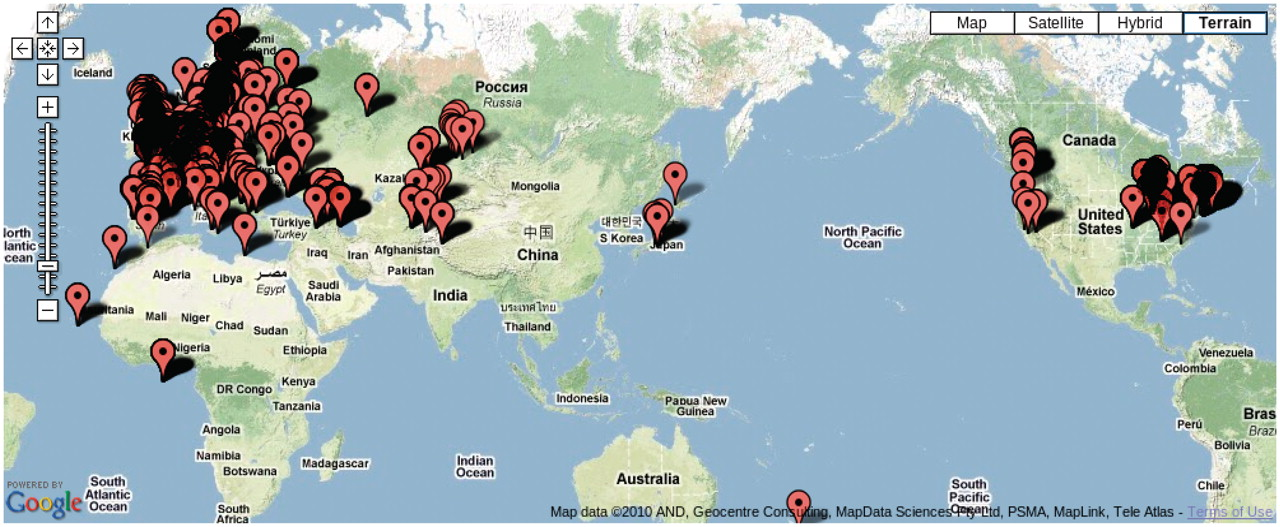 Map Satellite Hybrid Terrain
Iceland
Россия
Russia
Canada
Mongolia
United
States
대한민국
S Korea
Japan
Türkiye
Turkey
North Pacific
Ocean
中国
China
Iraq
Iran
Afghanistan
Pakistan
Algeria
Libya
مصر
Egypt
Saudi
Arabia
India
México
ประเทศไทย
Thailand
Mali
Niger
Chad
Sudan
Nigeria
Ethiopia
Venezuela
Colombia
DR Congo
Kenya
Tanzania
Indonesia
Papua New
Guinea
Perú
Bras
Brazi
Bolivia
Angola
Namibia
Botswana
Madagascar
Indian
Ocean
Australia
South
Atlantic
Ocean
South
Pacific
Ocean
Chile
South
Africa
POWERED BY
Google
Map data ©2010 AND, Geocentre Consulting, MapData Sciences Pty Ltd, PSMA, MapLink, Tele Atlas - Terms of Use